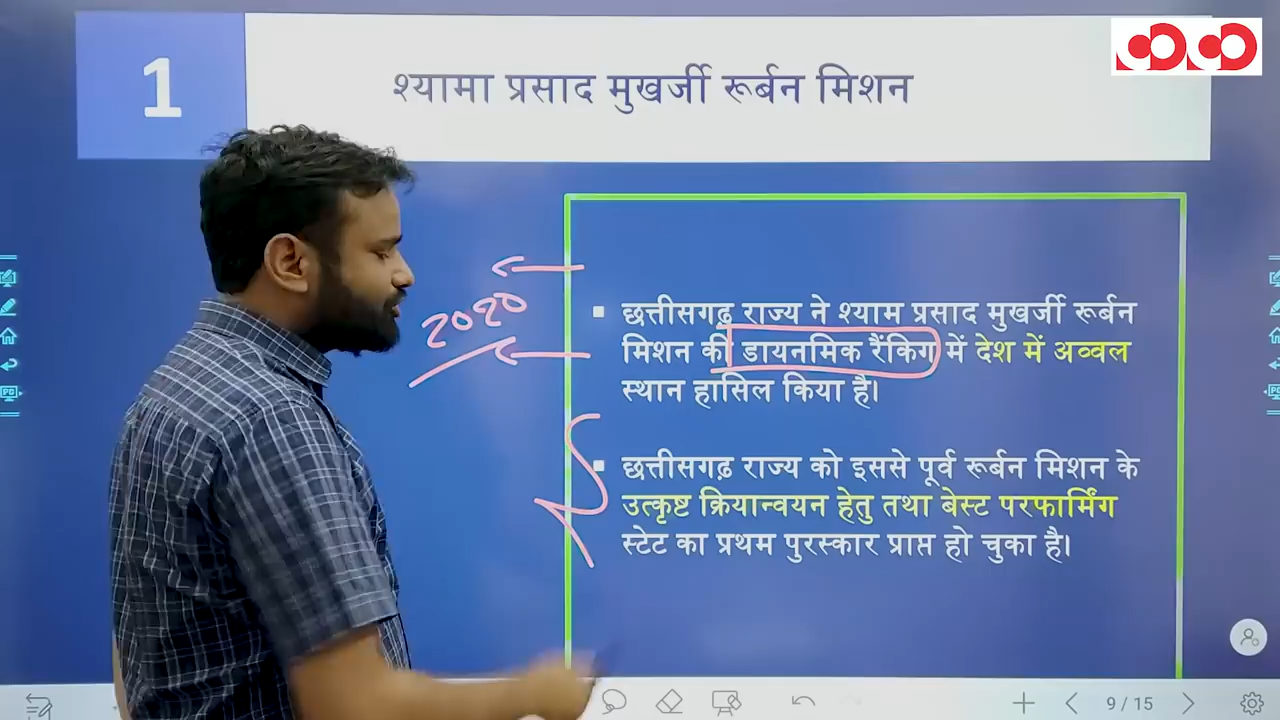 1
श्यामा प्रसाद मुखर्जी रूर्बन मिशन
2020
▪ छत्तीसगढ़ राज्य ने श्याम प्रसाद मुखर्जी रूर्बन
मिशन की डायनमिक रैंकिग में देश में अव्वल
स्थान हासिल किया है।
▪ छत्तीसगढ़ राज्य को इससे पूर्व रूर्बन मिशन के
उत्कृष्ट क्रियान्वयन हेतु तथा बेस्ट परफार्मिंग
स्टेट का प्रथम पुरस्कार प्राप्त हो चुका है।
9 / 15